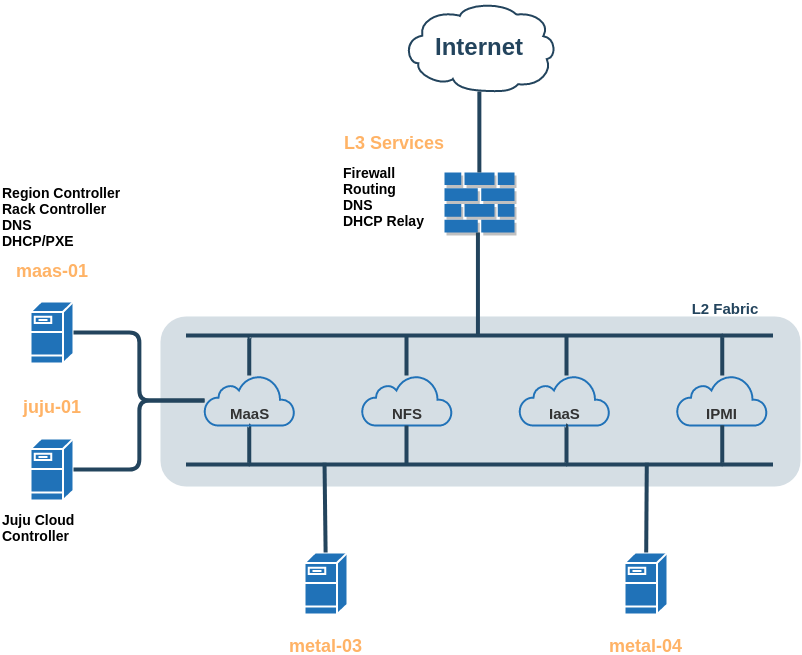 Internet
L3 Services
Firewall
Routing
DNS
DHCP Relay
Region Controller
Rack Controller
DNS
DHCP/PXE
maas-01
L2 Fabric
juju-01
MaaS
NFS
IaaS
IPMI
Juju Cloud
Controller
metal-03
metal-04